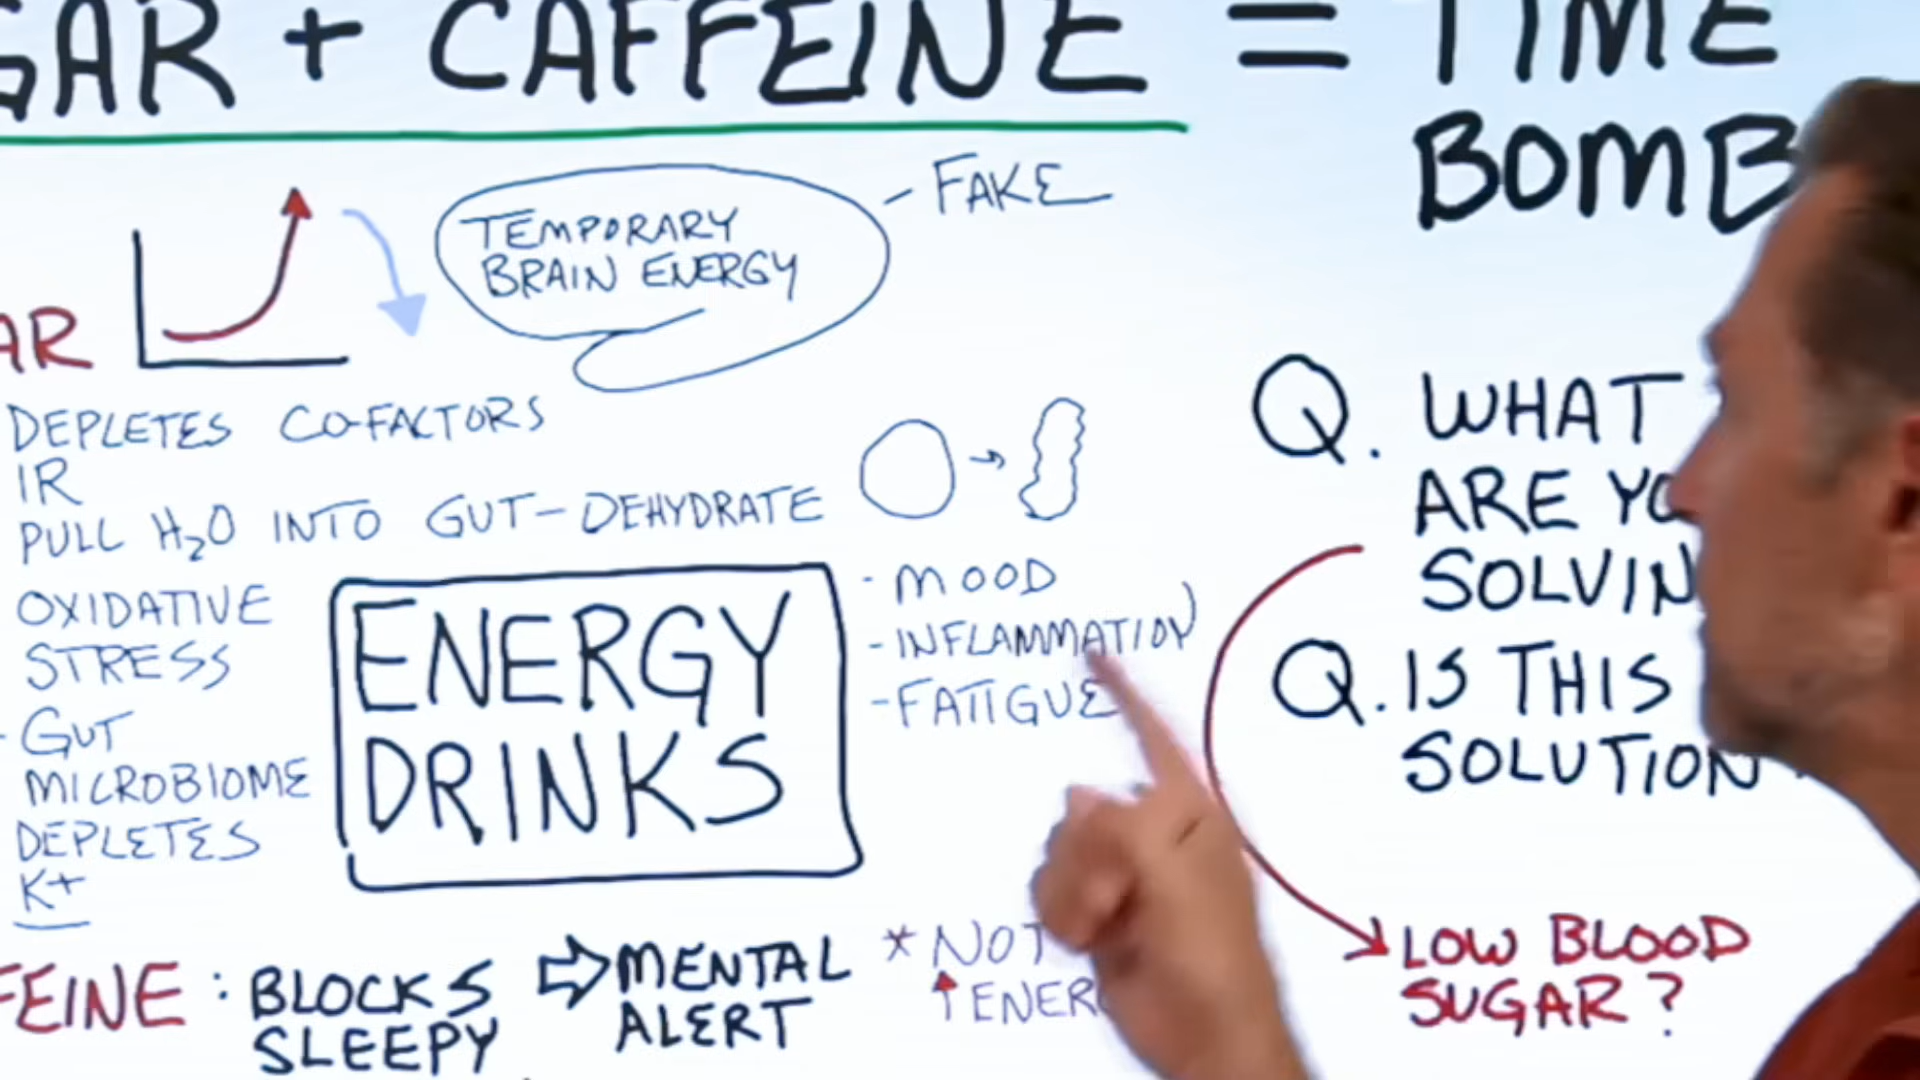 GAR + CAFFEINE = TIME
BOMB
TEMPORARY
BRAIN ENERGY
- FAKE
AR
DEPLETES CO-FACTORS
IR
PULL H₂O INTO GUT-DEHYDRATE
OXIDATIVE
STRESS
- GUT
MICROBIOME
DEPLETES
K+
ENERGY
DRINKS
- MOOD
- INFLAMMATION
- FATIGUE
Q. WHAT
ARE YO
SOLVIN
Q. IS THIS
SOLUTION
LOW BLOOD
SUGAR?
FEINE : BLOCKS
SLEEPY
MENTAL
ALERT
* NOT
ENER